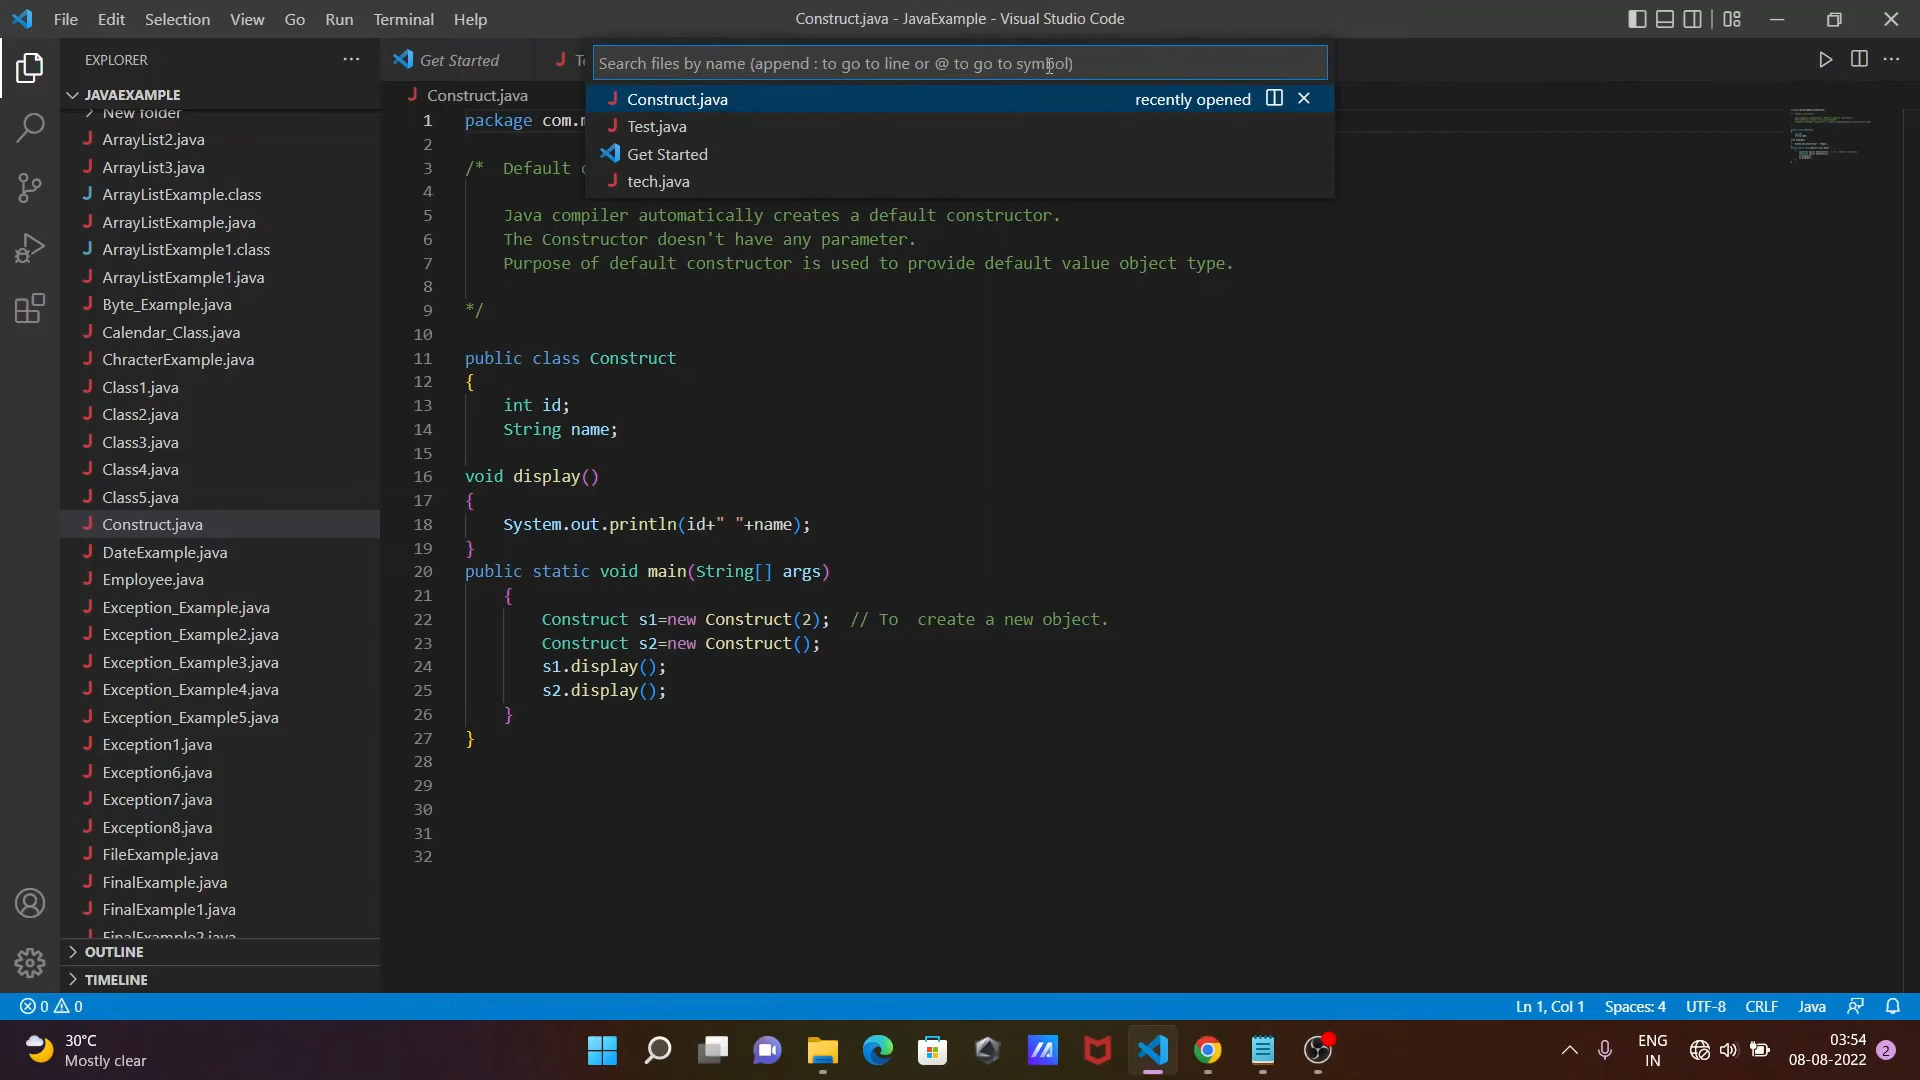 File Edit Selection View Go Run Terminal Help
Construct.java - JavaExample - Visual Studio Code
EXPLORER
JAVAEXAMPLE
New folder
ArrayList2.java
ArrayList3.java
ArrayListExample.class
ArrayListExample.java
ArrayListExample1.class
ArrayListExample1.java
Byte_Example.java
Calendar_Class.java
ChracterExample.java
Class1.java
Class2.java
Class3.java
Class4.java
Class5.java
Construct.java
DateExample.java
Employee.java
Exception_Example.java
Exception_Example2.java
Exception_Example3.java
Exception_Example4.java
Exception_Example5.java
Exception1.java
Exception6.java
Exception7.java
Exception8.java
FileExample.java
FinalExample.java
FinalExample1.java
FinalExample2.java
OUTLINE
TIMELINE
Get Started
Search files by name (append : to go to line or @ to go to symbol)
Construct.java recently opened
Test.java
Get Started
tech.java
Construct.java
1 package com.
2
3 /* Default
4
5 Java compiler automatically creates a default constructor.
6 The Constructor doesn't have any parameter.
7 Purpose of default constructor is used to provide default value object type.
8
9 */
10
11 public class Construct
12 {
13 int id;
14 String name;
15
16 void display()
17 {
18 System.out.println(id+" "+name);
19 }
20 public static void main(String[] args)
21 {
22 Construct s1=new Construct(2); // To  create a new object.
23 Construct s2=new Construct();
24 s1.display();
25 s2.display();
26 }
27 }
28
29
30
31
32
0 0
Ln 1, Col 1 Spaces: 4 UTF-8 CRLF Java
30°C
Mostly clear
ENG
IN
03:54
08-08-2022
2